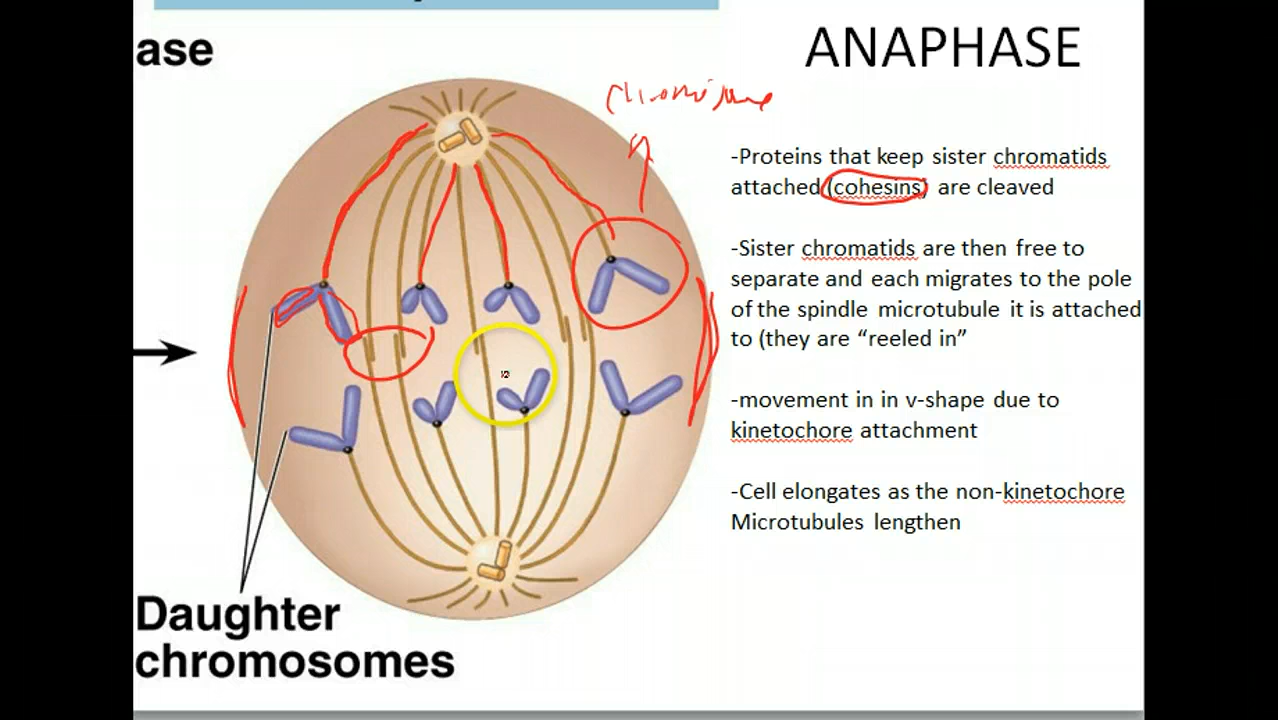 ase
ANAPHASE
chromosome
-Proteins that keep sister chromatids
attached (cohesins) are cleaved
-Sister chromatids are then free to
separate and each migrates to the pole
of the spindle microtubule it is attached
to (they are “reeled in”
-movement in in v-shape due to
kinetochore attachment
-Cell elongates as the non-kinetochore
Microtubules lengthen
Daughter
chromosomes